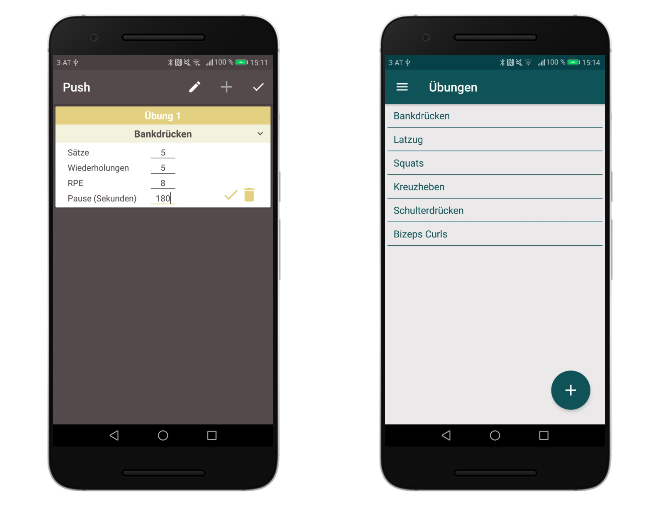 3 AT 100 % 15:11
Push
Übung 1
Bankdrücken
Sätze 5
Wiederholungen 5
RPE 8
Pause (Sekunden) 180
3 AT 100 % 15:14
Übungen
Bankdrücken
Latzug
Squats
Kreuzheben
Schulterdrücken
Bizeps Curls